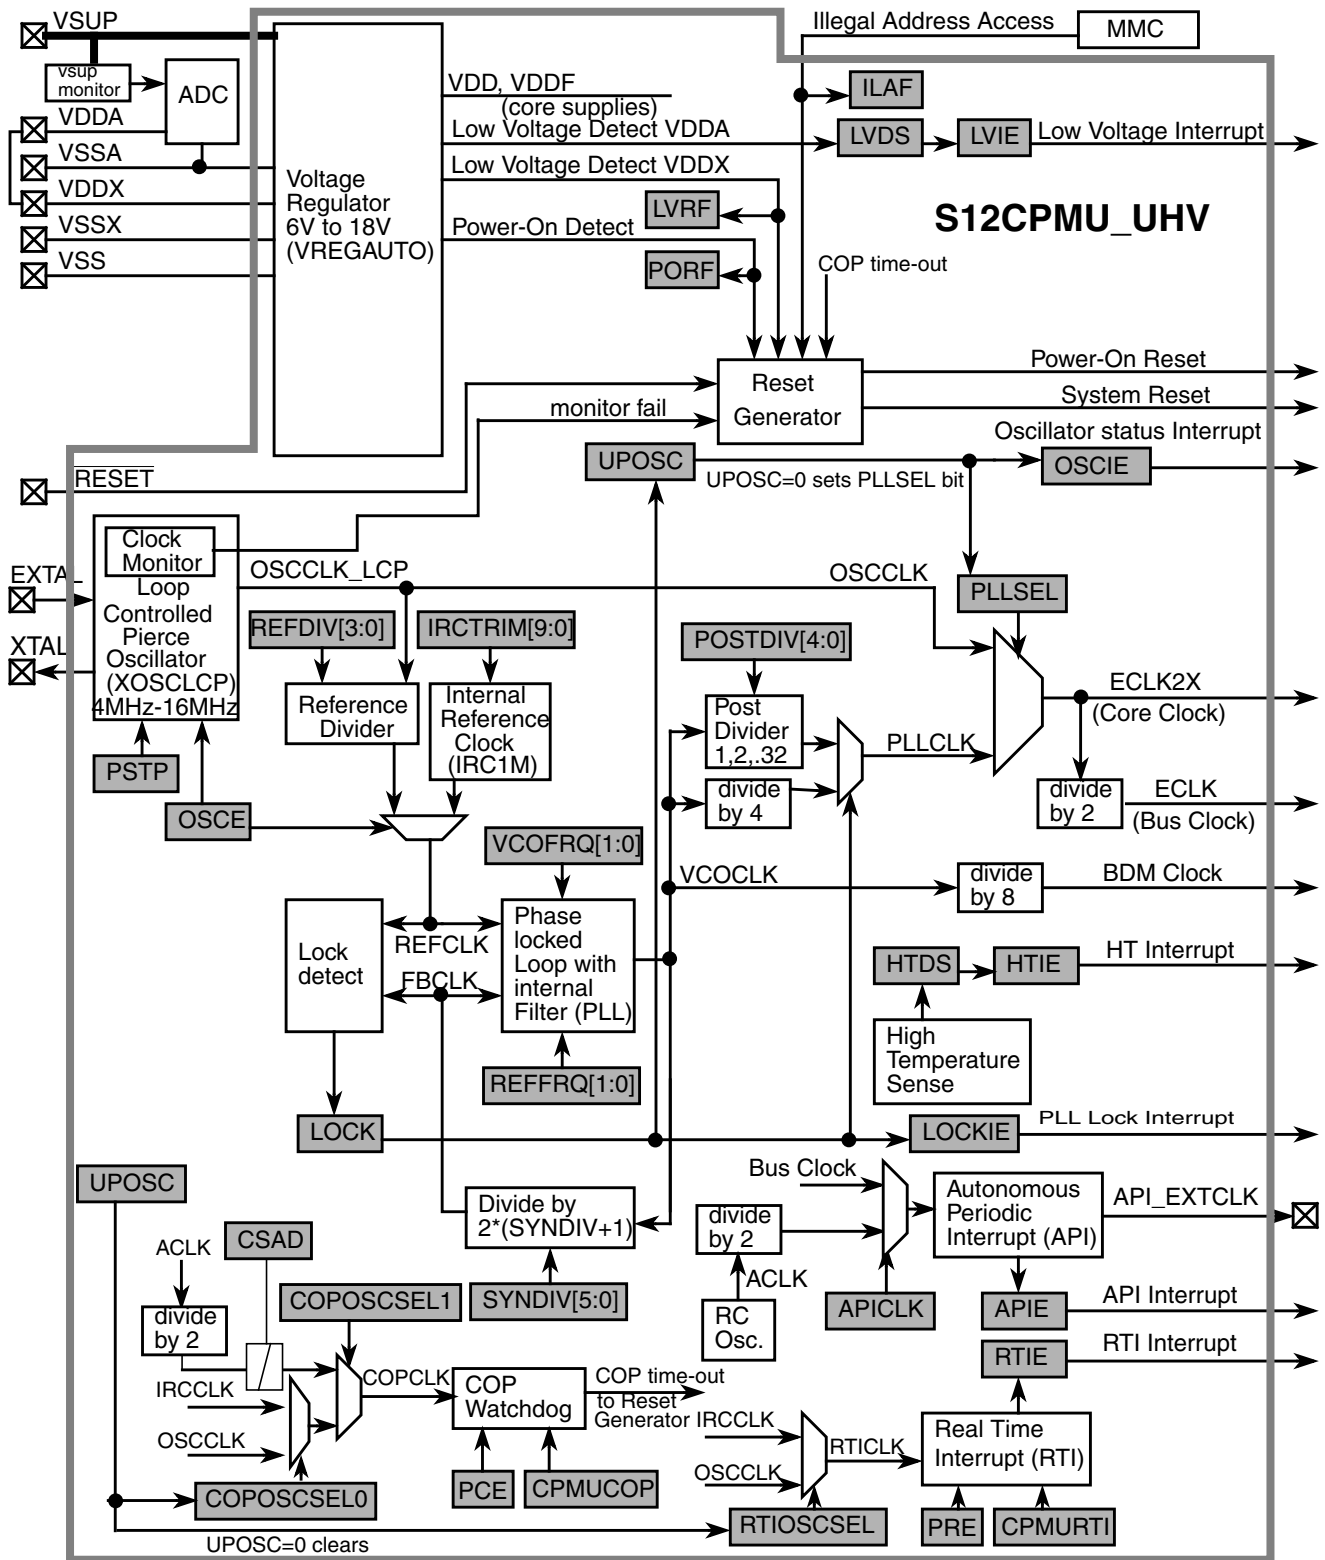 VSUP
vsup
monitor
ADC
VDDA
VSSA
VDDX
VSSX
VSS
Voltage
Regulator
6V to 18V
(VREGAUTO)
VDD, VDDF
(core supplies)
Low Voltage Detect VDDA
Low Voltage Detect VDDX
LVRF
Power-On Detect
PORF
Illegal Address Access
MMC
ILAF
LVDS
LVIE
Low Voltage Interrupt
S12CPMU_UHV
COP time-out
Reset
Generator
Power-On Reset
System Reset
monitor fail
Oscillator status Interrupt
UPOSC
UPOSC=0 sets PLLSEL bit
OSCIE
RESET
Clock
Monitor
EXTAL
XTAL
Loop
Controlled
Pierce
Oscillator
(XOSCLCP)
4MHz-16MHz
OSCCLK_LCP
OSCCLK
PLLSEL
REFDIV[3:0]
IRCTRIM[9:0]
POSTDIV[4:0]
Reference
Divider
Internal
Reference
Clock
(IRC1M)
Post
Divider
1,2,.32
PLLCLK
ECLK2X
(Core Clock)
PSTP
OSCE
divide
by 4
divide
by 2
ECLK
(Bus Clock)
VCOFRQ[1:0]
VCOCLK
divide
by 8
BDM Clock
Lock
detect
REFCLK
FBCLK
Phase
locked
Loop with
internal
Filter (PLL)
HTDS
HTIE
HT Interrupt
High
Temperature
Sense
REFFRQ[1:0]
LOCK
LOCKIE
PLL Lock Interrupt
UPOSC
Bus Clock
Divide by
2*(SYNDIV+1)
divide
by 2
Autonomous
Periodic
Interrupt (API)
API_EXTCLK
CSAD
ACLK
ACLK
COPOSCSEL1
SYNDIV[5:0]
RC
Osc.
APICLK
APIE
API Interrupt
divide
by 2
RTIE
RTI Interrupt
IRCCLK
COPCLK
COP
Watchdog
COP time-out
to Reset
Generator
IRCCLK
OSCCLK
RTICLK
Real Time
Interrupt (RTI)
OSCCLK
COPOSCSEL0
PCE
CPMUCOP
RTIOSCSEL
PRE
CPMURTI
UPOSC=0 clears